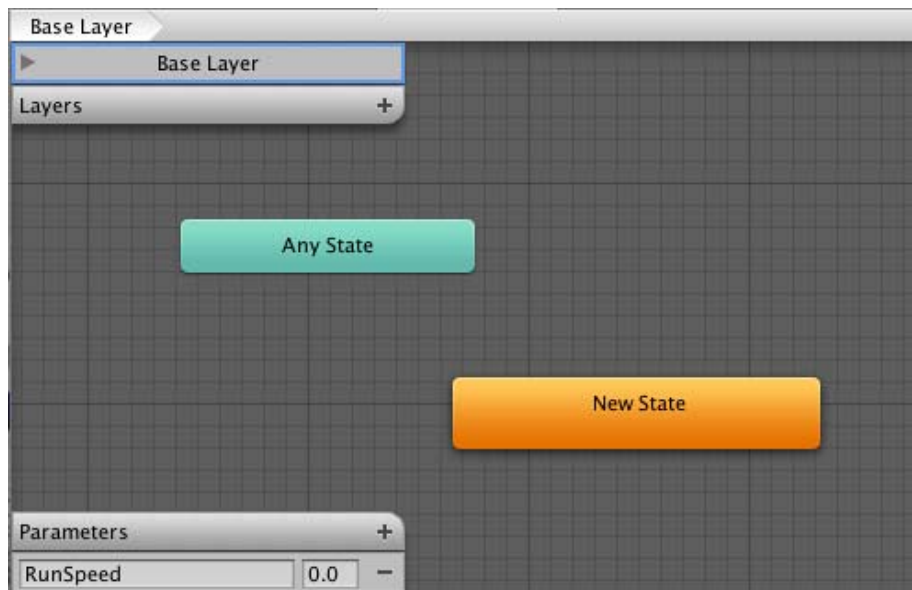 Base Layer
Base Layer
Layers
Any State
New State
Parameters
RunSpeed 0.0